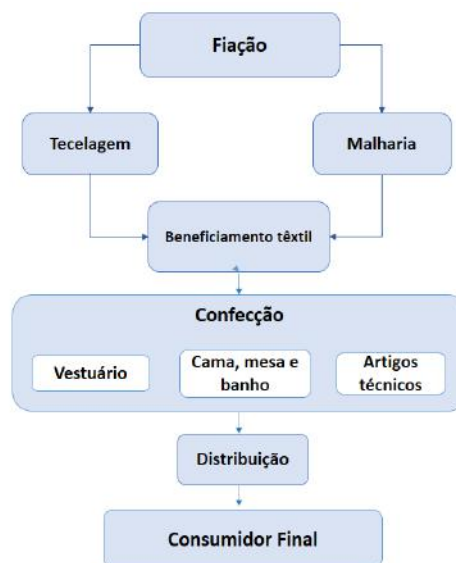 Fiação
Tecelagem
Malharia
Beneficiamento têxtil
Confecção
Vestuário
Cama, mesa e
banho
Artigos
técnicos
Distribuição
Consumidor Final